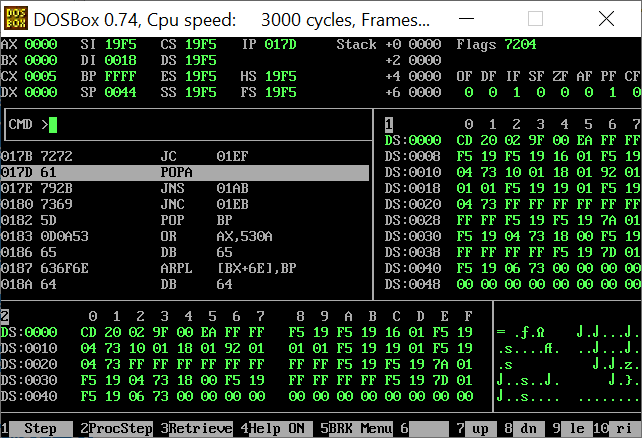 DOS BOX DOSBox 0.74, Cpu speed: 3000 cycles, Frames...
AX 0000 SI 19F5 CS 19F5 IP 017D Stack +0 0000 Flags 7204
BX 0000 DI 0018 DS 19F5 +2 0000
CX 0005 BP FFFF ES 19F5 HS 19F5 +4 0000 OF DF IF SF ZF AF PF CF
DX 0000 SP 0044 SS 19F5 FS 19F5 +6 0000 0 0 1 0 0 0 1 0
CMD >
1 0 1 2 3 4 5 6 7
DS:0000 CD 20 02 9F 00 EA FF FF
DS:0008 F5 19 F5 19 16 01 F5 19
DS:0010 04 73 10 01 18 01 92 01
DS:0018 01 01 F5 19 19 01 F5 19
DS:0020 04 73 FF FF FF FF FF FF
DS:0028 FF FF F5 19 F5 19 7A 01
DS:0030 F5 19 04 73 18 00 F5 19
DS:0038 FF FF FF FF F5 19 7D 01
DS:0040 F5 19 06 73 00 00 00 00
DS:0048 00 00 00 00 00 00 00 00
017B 7272 JC 01EF
017D 61 POPA
017E 792B JNS 01AB
0180 7369 JNC 01EB
0182 5D POP BP
0183 0D0A53 OR AX,530A
0186 65 DB 65
0187 636F6E ARPL [BX+6E],BP
018A 64 DB 64
2 0 1 2 3 4 5 6 7 8 9 A B C D E F
DS:0000 CD 20 02 9F 00 EA FF FF F5 19 F5 19 16 01 F5 19 = .ƒ.Ω J.J...J.
DS:0010 04 73 10 01 18 01 92 01 01 01 F5 19 19 01 F5 19 .s....Æ. ..J...J.
DS:0020 04 73 FF FF FF FF FF FF FF FF F5 19 F5 19 7A 01 .s J.J.z.
DS:0030 F5 19 04 73 18 00 F5 19 FF FF FF FF F5 19 7D 01 J..s..J. J.}.
DS:0040 F5 19 06 73 00 00 00 00 00 00 00 00 00 00 00 00 J..s.... ........
1 Step 2ProcStep 3Retrieve 4Help ON 5BRK Menu 6 7 up 8 dn 9 le 10 ri